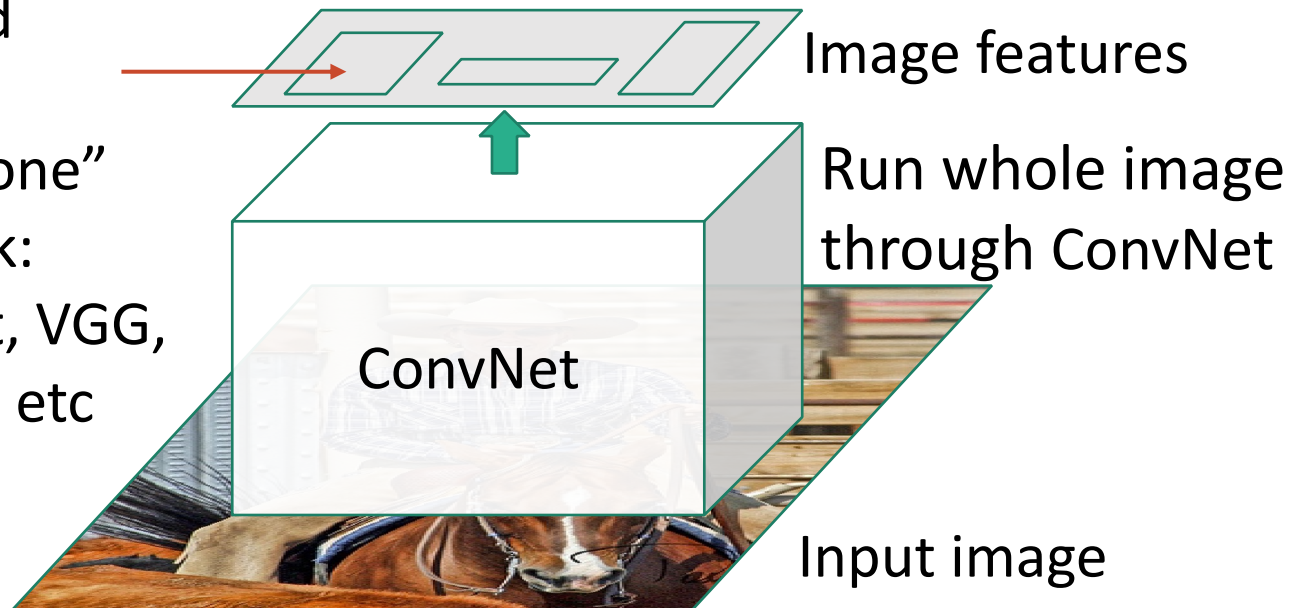 d
Image features
one”
Run whole image
k:
through ConvNet
t, VGG,
ConvNet
etc
Input image